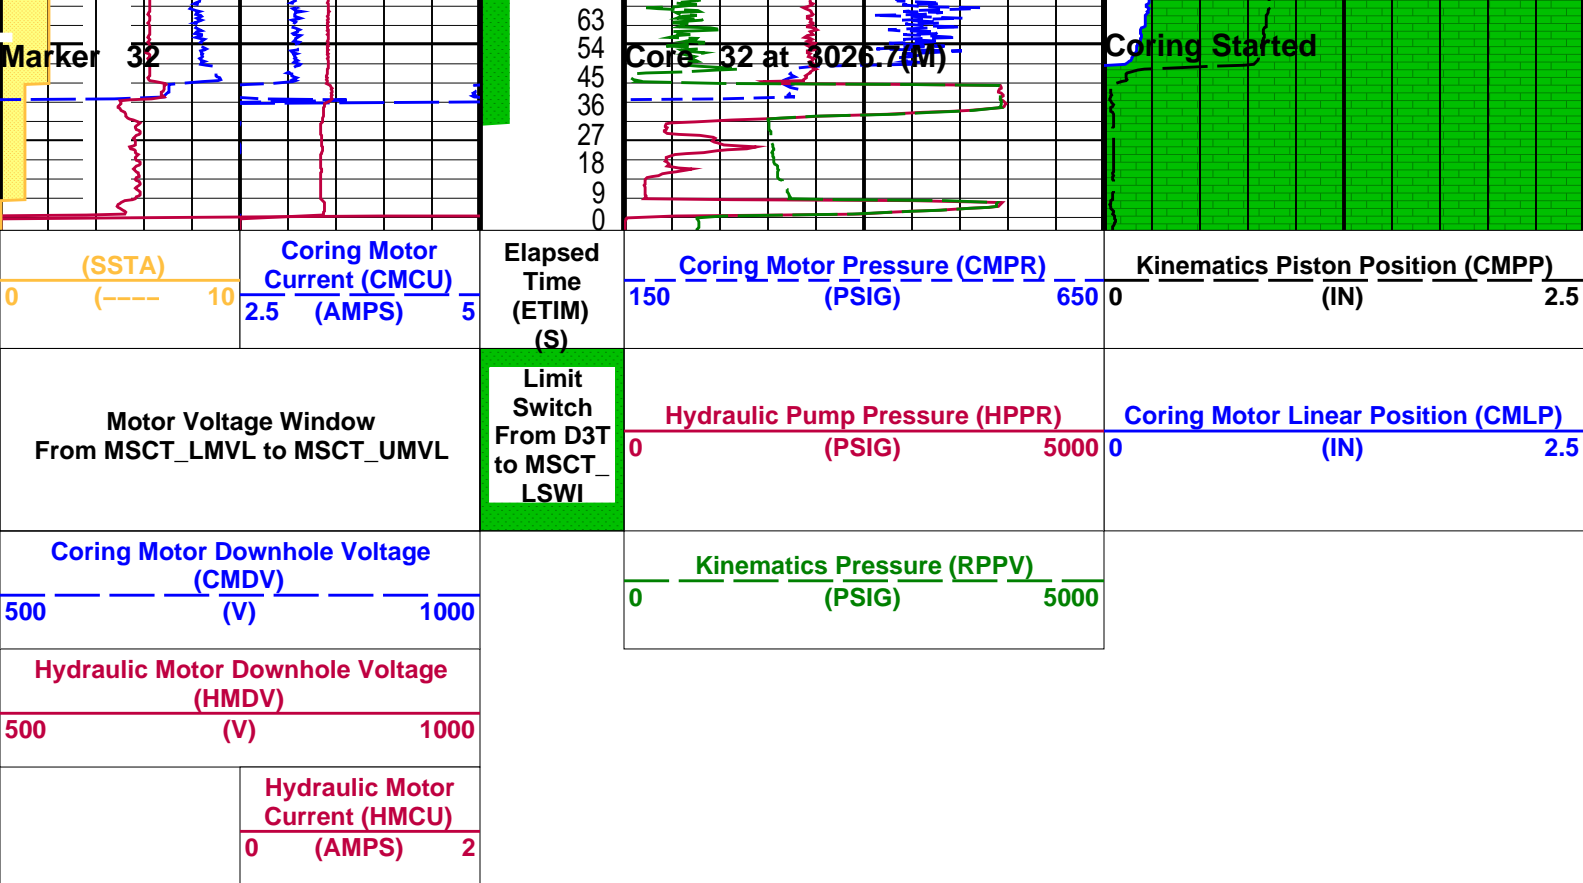 63
54
45
36
27
18
9
0
Marker 32
Core 32 at 3026.7(M)
Coring Started
(SSTA)
0 (---- 10
Coring Motor
Current (CMCU)
2.5 (AMPS) 5
Elapsed
Time
(ETIM)
(S)
Coring Motor Pressure (CMPR)
150 (PSIG) 650
Kinematics Piston Position (CMPP)
0 (IN) 2.5
Motor Voltage Window
From MSCT_LMVL to MSCT_UMVL
Limit
Switch
From D3T
to MSCT_
LSWI
Hydraulic Pump Pressure (HPPR)
0 (PSIG) 5000
Coring Motor Linear Position (CMLP)
0 (IN) 2.5
Coring Motor Downhole Voltage
(CMDV)
500 (V) 1000
Kinematics Pressure (RPPV)
0 (PSIG) 5000
Hydraulic Motor Downhole Voltage
(HMDV)
500 (V) 1000
Hydraulic Motor
Current (HMCU)
0 (AMPS) 2